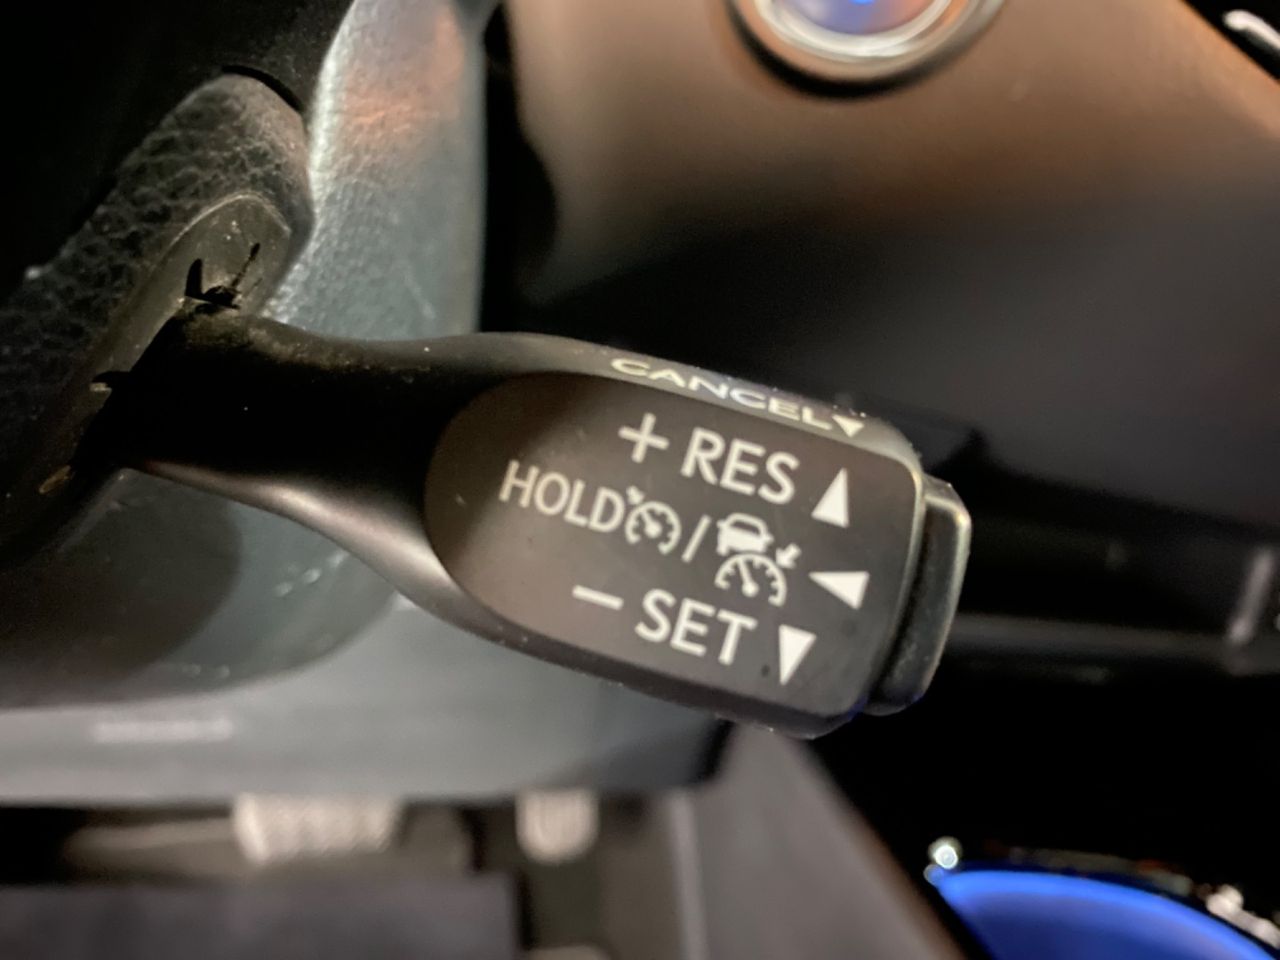 CANCEL▼
+ RES ▲
HOLD / ◀
− SET ▼